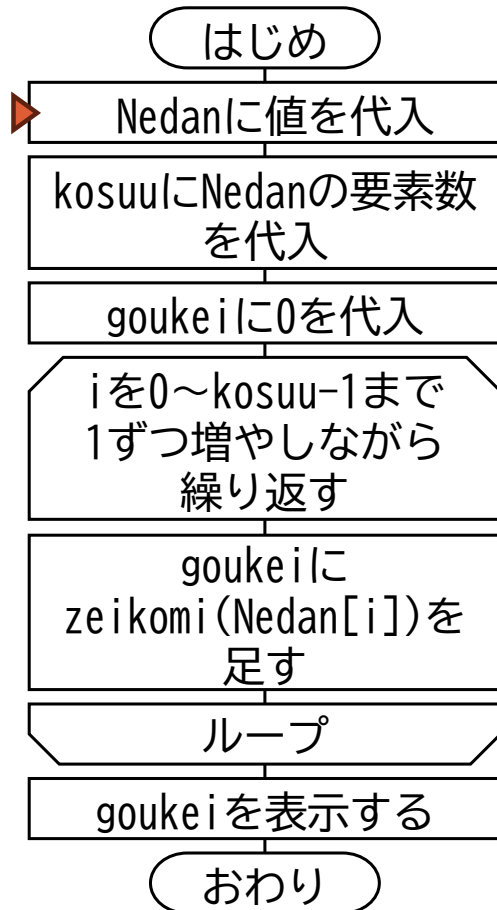 はじめ
Nedanに値を代入
kosuuにNedanの要素数
を代入
goukeiに0を代入
iを0～kosuu-1まで
1ずつ増やしながら
繰り返す
goukeiに
zeikomi(Nedan[i])を
足す
ループ
goukeiを表示する
おわり